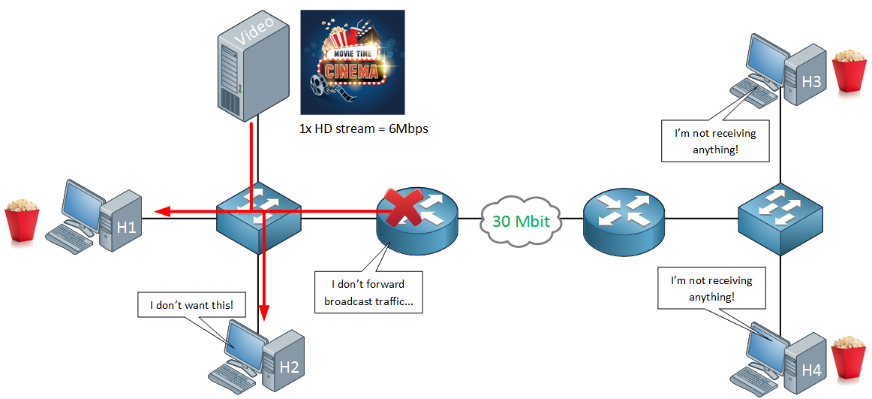 Video
MOVIE TIME
CINEMA
1x HD stream = 6Mbps
H3
I'm not receiving
anything!
H1
30 Mbit
I don't forward
broadcast traffic...
I don't want this!
H2
I'm not receiving
anything!
H4